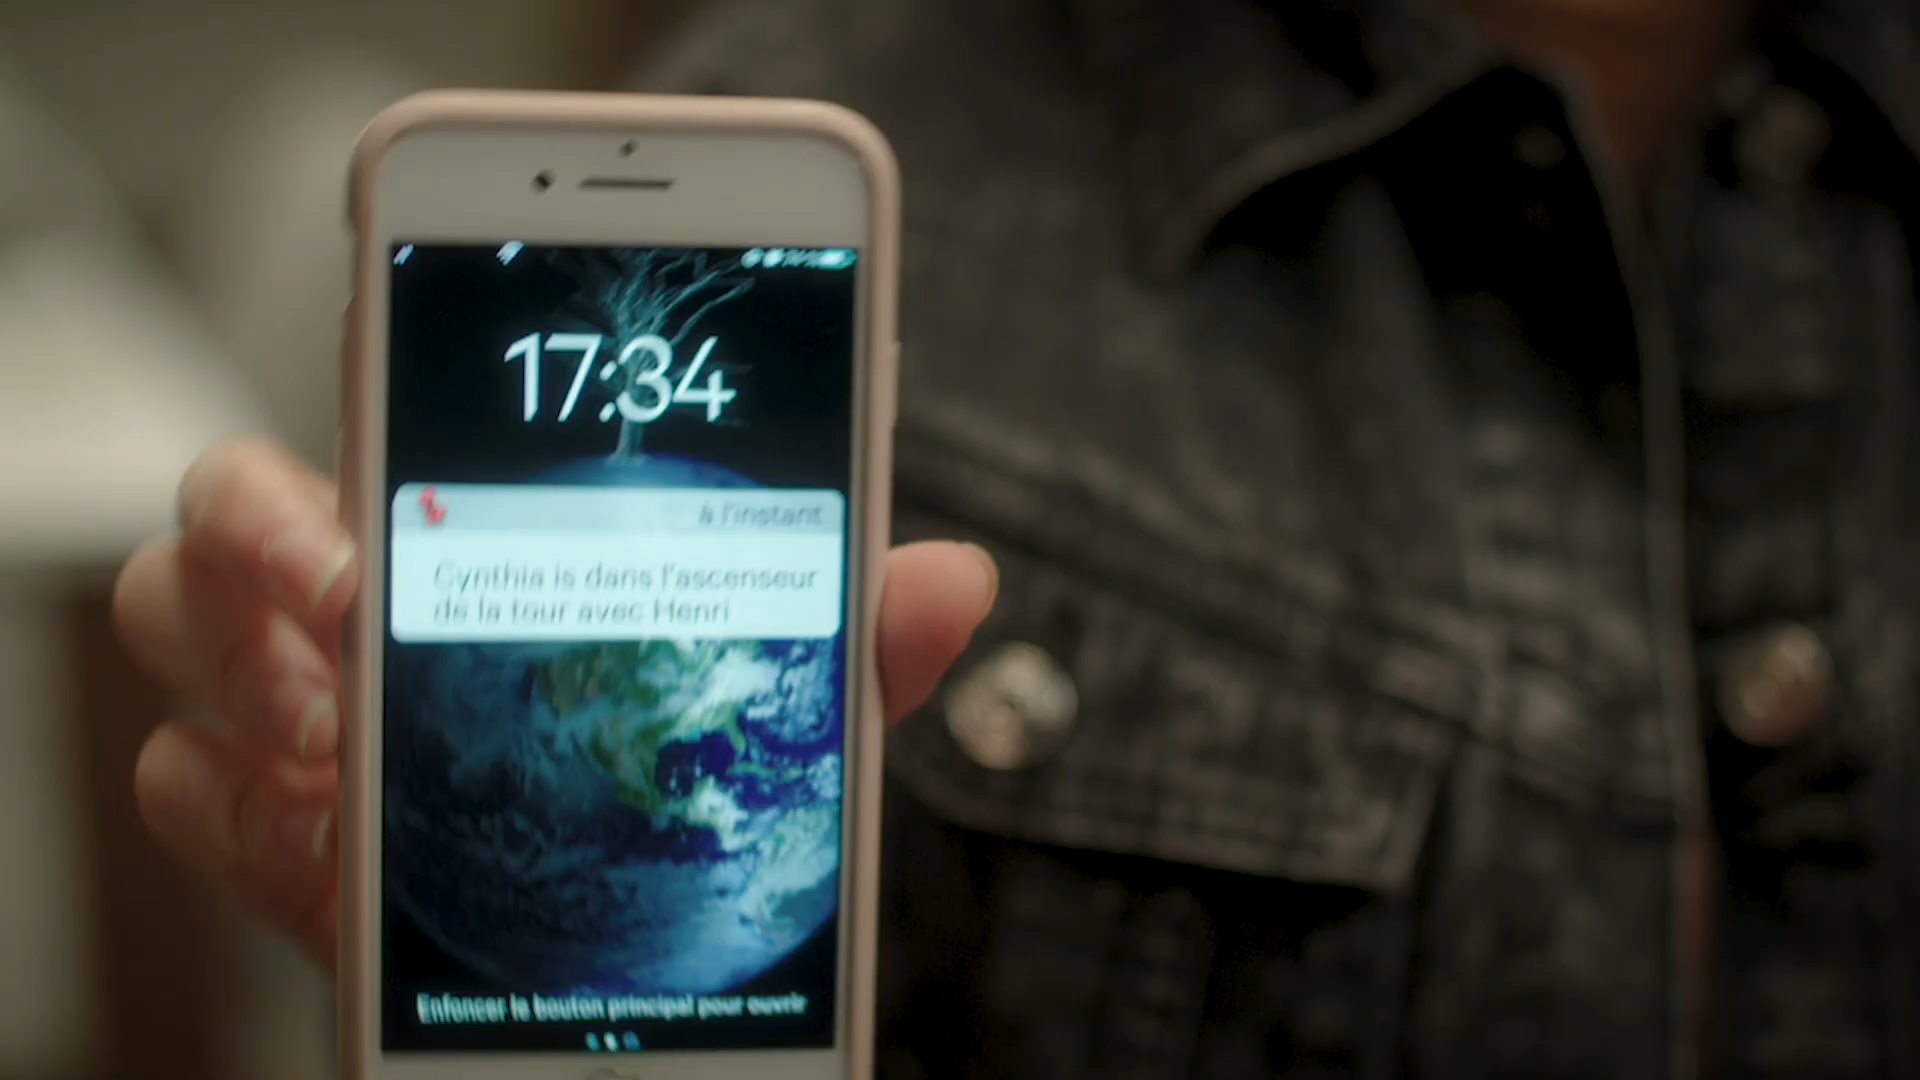 17:34
à l'instant
Cynthia is dans l'ascenseur
de la tour avec Henri
Enfoncer le bouton principal pour ouvrir